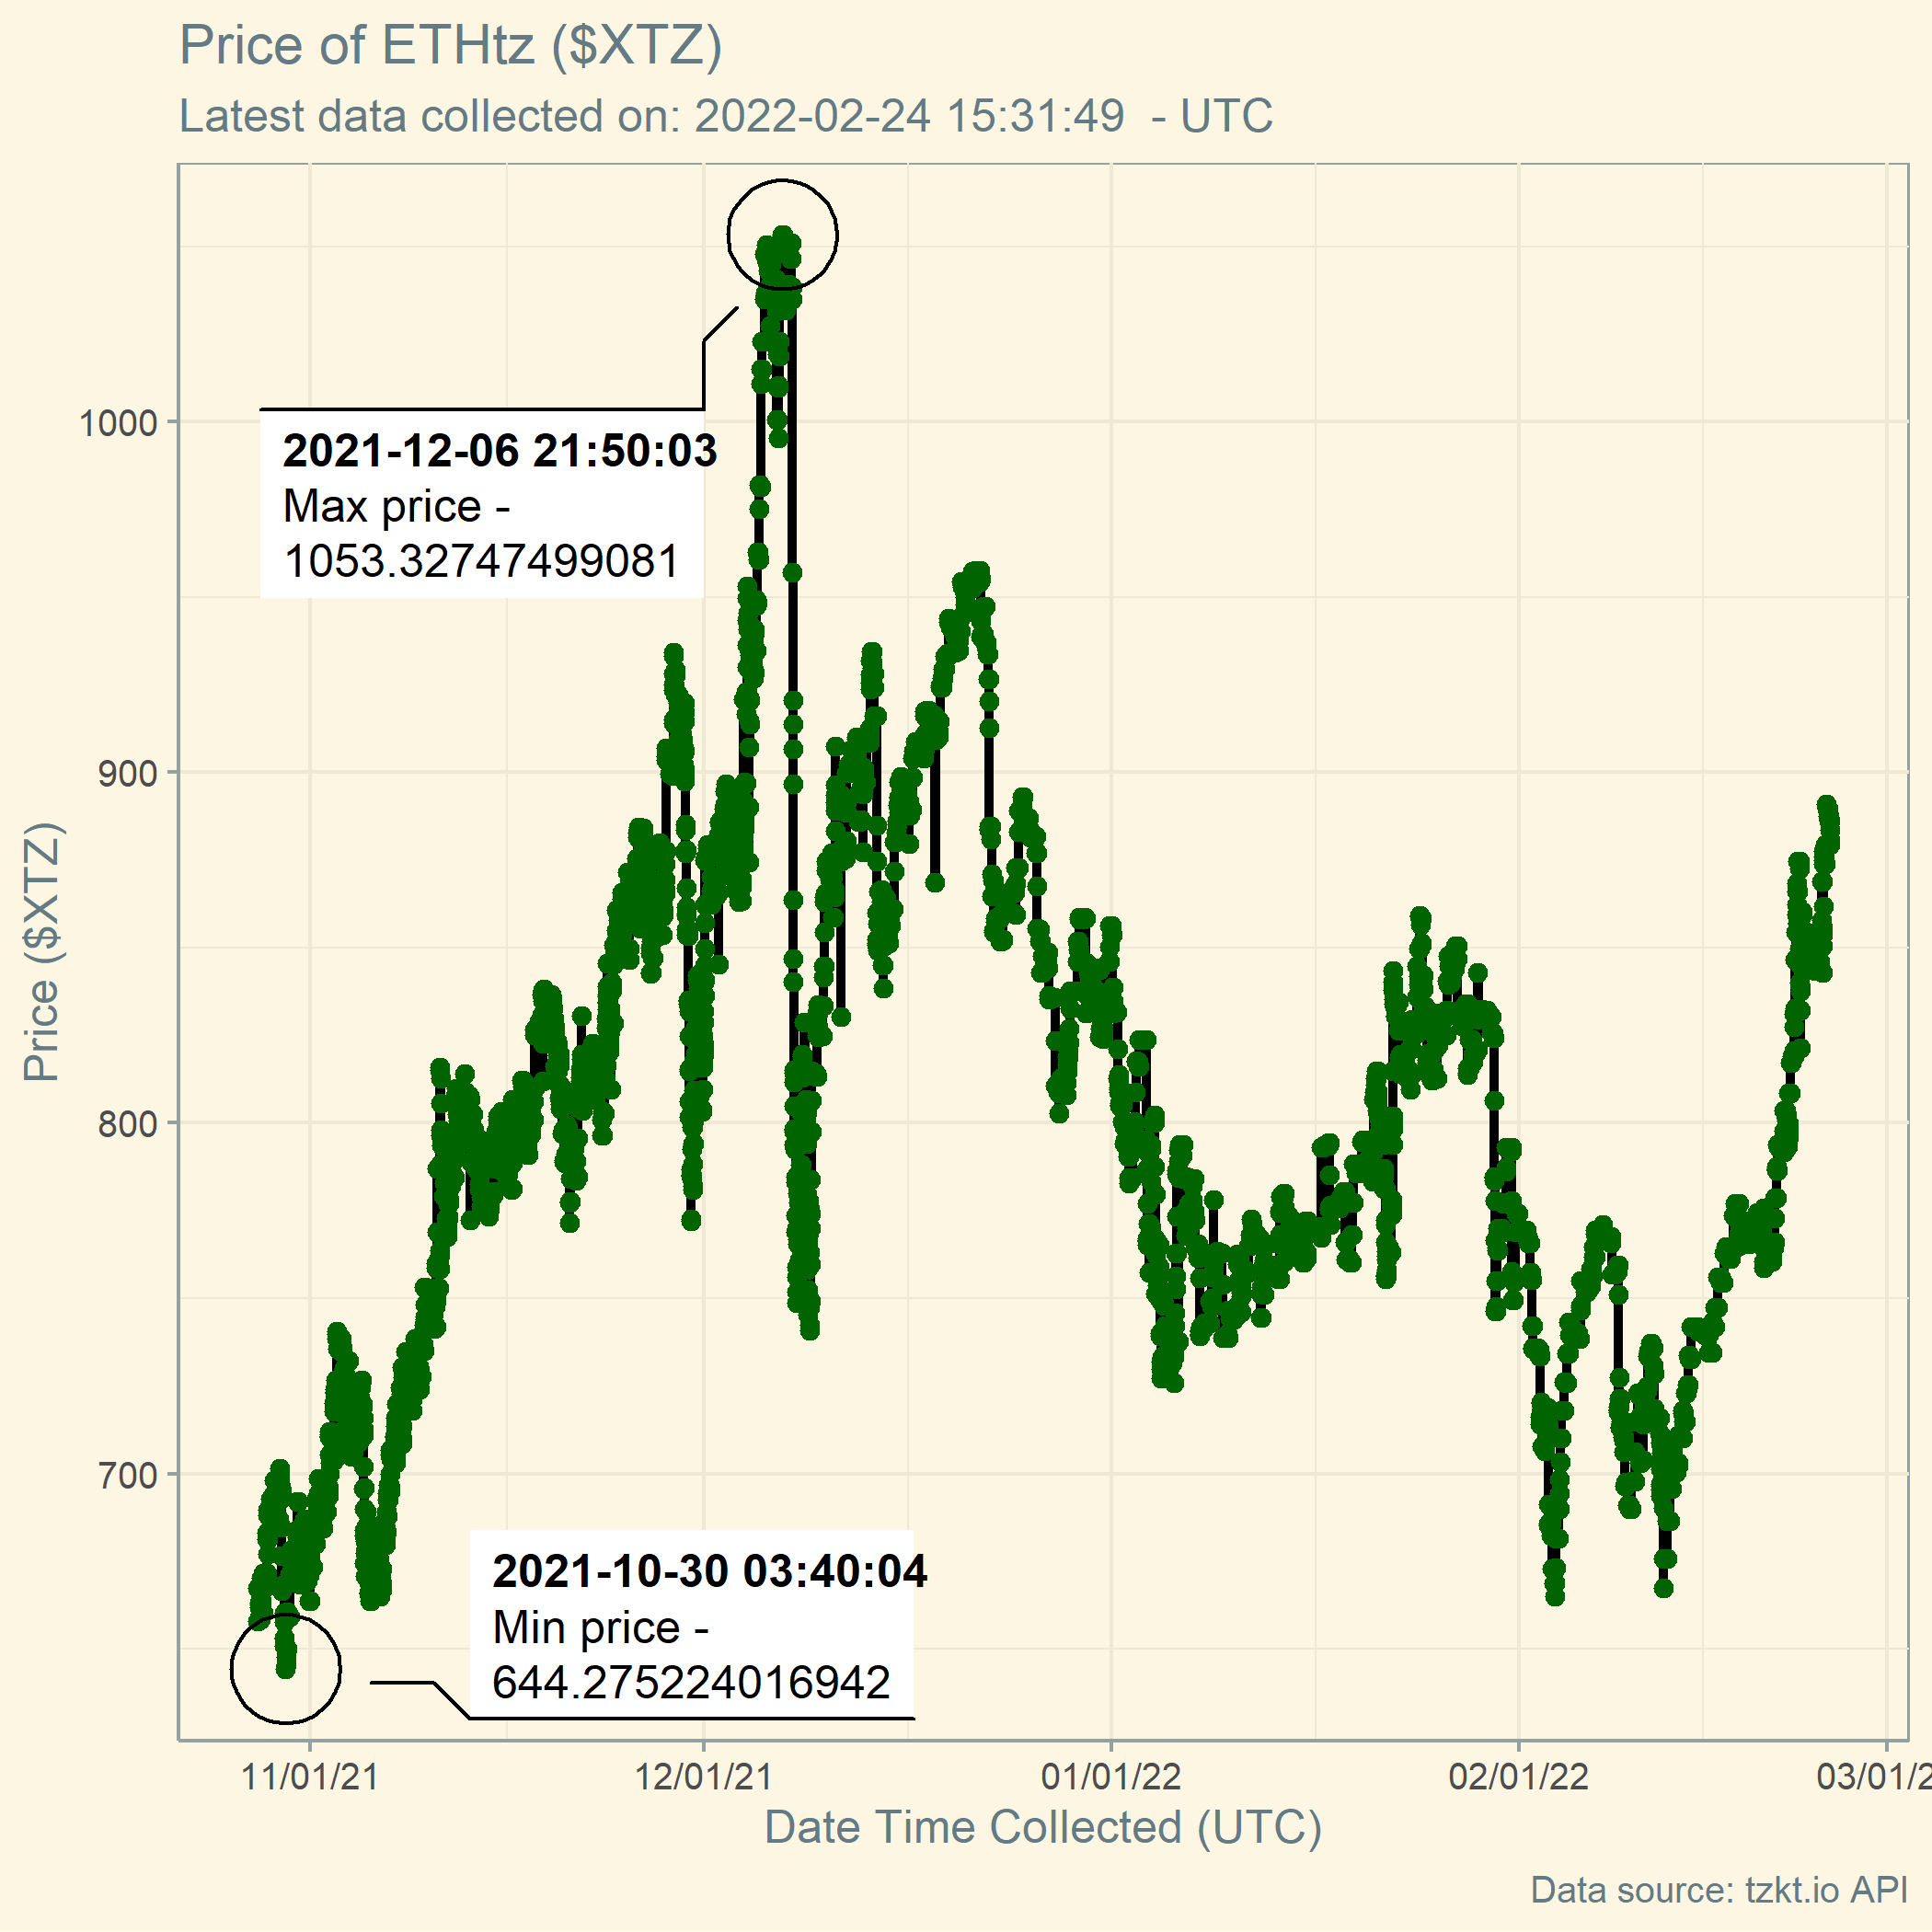 Price of ETHtz ($XTZ)
Latest data collected on: 2022-02-24 15:31:49  - UTC
Price ($XTZ)
1000
900
800
700
2021-12-06 21:50:03
Max price -
1053.32747499081
2021-10-30 03:40:04
Min price -
644.275224016942
11/01/21
12/01/21
01/01/22
02/01/22
03/01/2
Date Time Collected (UTC)
Data source: tzkt.io API